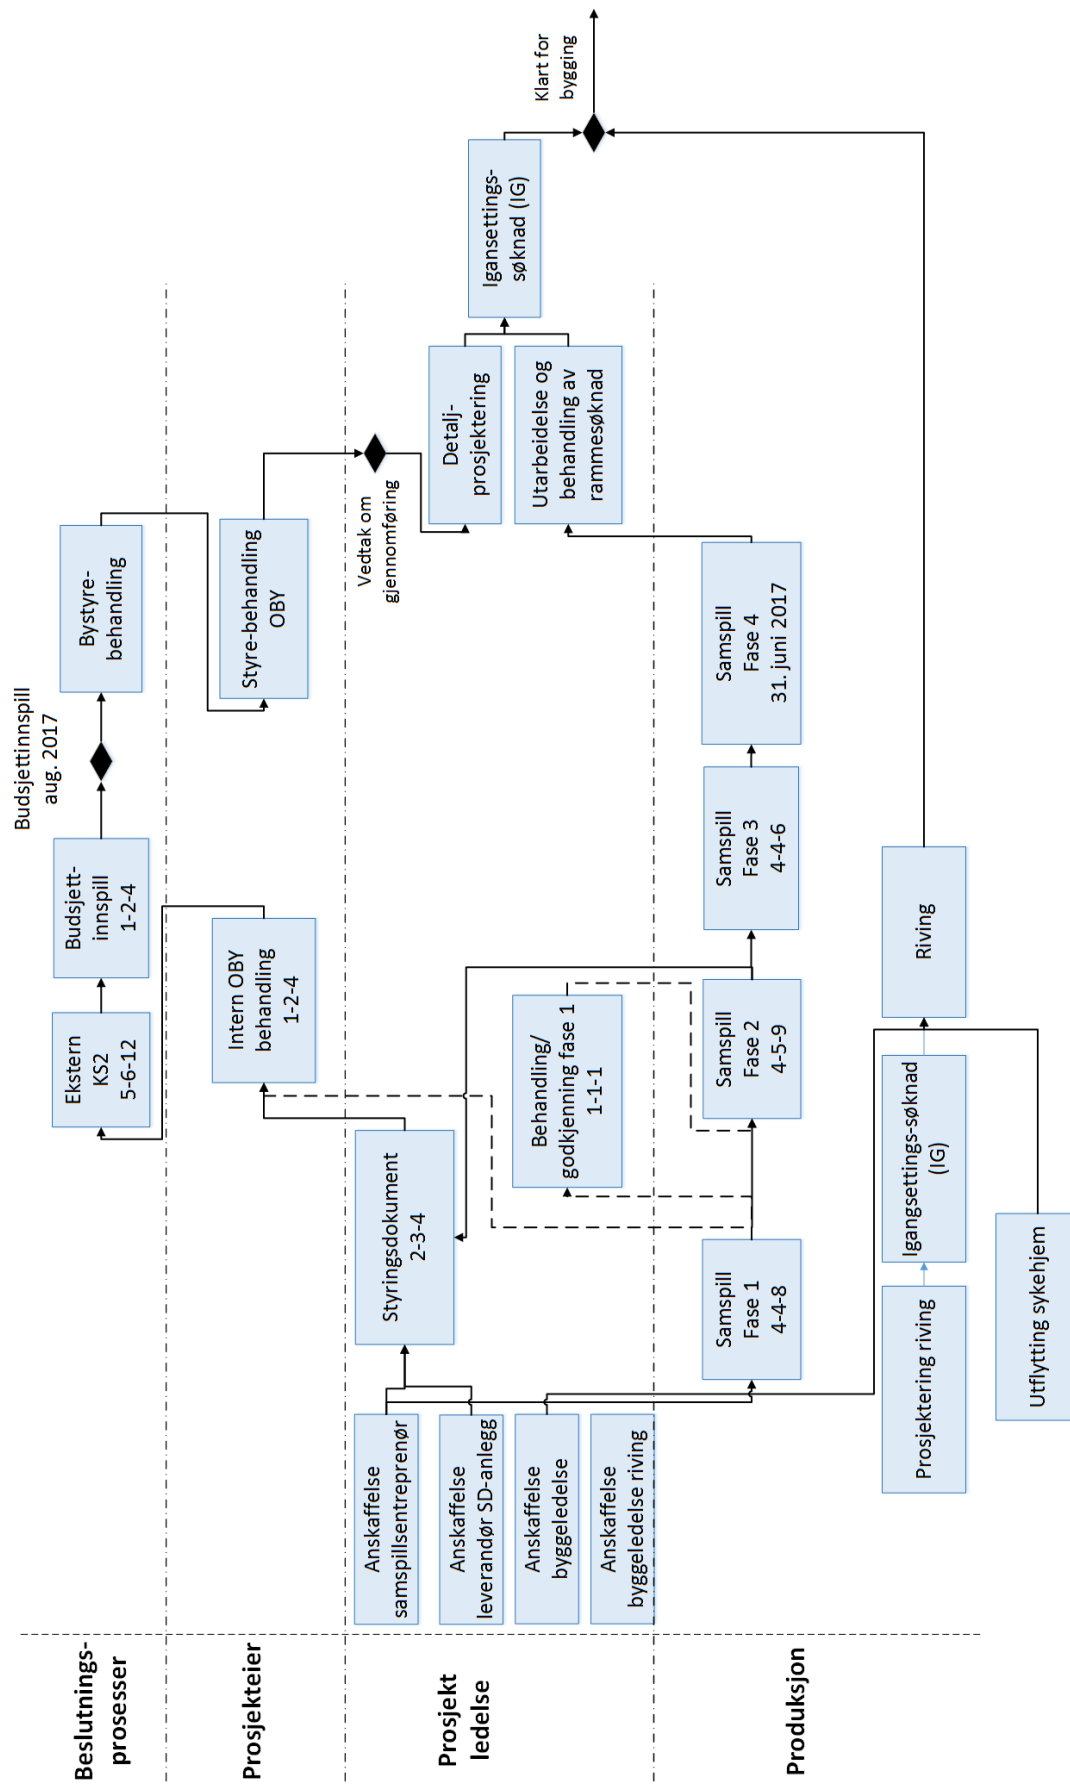 Beslutnings-
prosesser
Ekstern
KS2
5-6-12
Budsjett-
innspill
1-2-4
Budsjettinnspill
aug. 2017
Bystyre-
behandling
Prosjekteier
Intern OBY
behandling
1-2-4
Styre-behandling
OBY
Prosjekt
ledelse
Anskaffelse
samspillsentreprenør
Anskaffelse
leverandør SD-anlegg
Anskaffelse
byggeledelse
Anskaffelse
byggeledelse riving
Styringsdokument
2-3-4
Behandling/
godkjenning fase 1
1-1-1
Vedtak om
gjennomføring
Detalj-
prosjektering
Utarbeidelse og
behandling av
rammesøknad
Igansettings-
søknad (IG)
Klart for
bygging
Produksjon
Samspill
Fase 1
4-4-8
Samspill
Fase 2
4-5-9
Samspill
Fase 3
4-4-6
Samspill
Fase 4
31. juni 2017
Prosjektering riving
Igangsettings-søknad
(IG)
Riving
Utflytting sykehjem